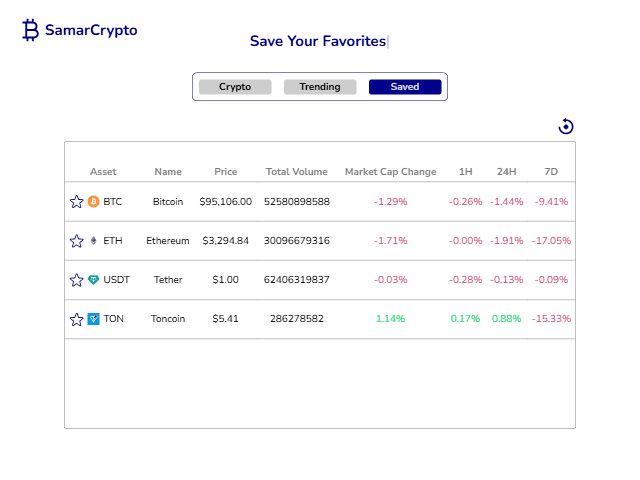 SamarCrypto
Save Your Favorites
Crypto Trending Saved
Asset Name Price Total Volume Market Cap Change 1H 24H 7D
BTC Bitcoin $95,106.00 52580898588 -1.29% -0.26% -1.44% -9.41%
ETH Ethereum $3,294.84 30096679316 -1.71% -0.00% -1.91% -17.05%
USDT Tether $1.00 62406319837 -0.03% -0.28% -0.13% -0.09%
TON Toncoin $5.41 286278582 1.14% 0.17% 0.88% -15.33%